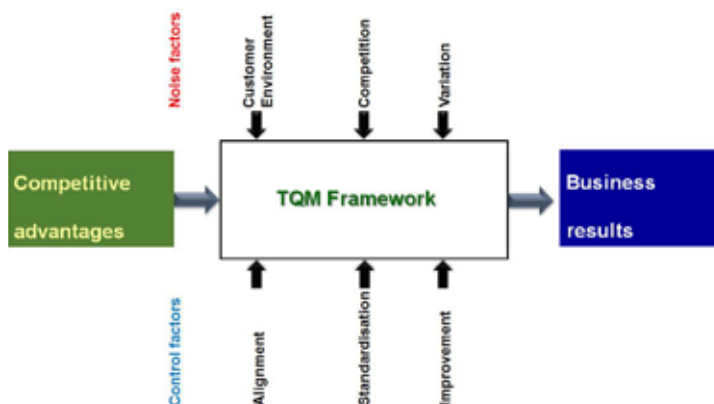 Noise factors
Customer
Environment
Competition
Variation
Competitive
advantages
TQM Framework
Business
results
Control factors
Alignment
Standardisation
Improvement